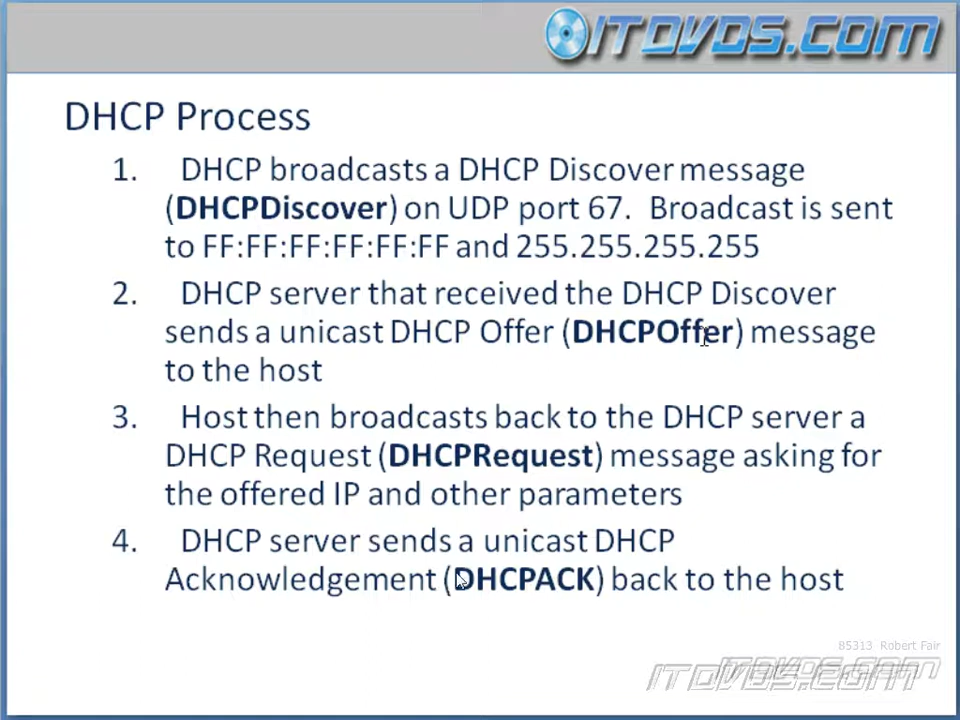 ITDVDS.COM
DHCP Process
1. DHCP broadcasts a DHCP Discover message
(DHCPDiscover) on UDP port 67. Broadcast is sent
to FF:FF:FF:FF:FF:FF and 255.255.255.255
2. DHCP server that received the DHCP Discover
sends a unicast DHCP Offer (DHCPOffer) message
to the host
3. Host then broadcasts back to the DHCP server a
DHCP Request (DHCPRequest) message asking for
the offered IP and other parameters
4. DHCP server sends a unicast DHCP
Acknowledgement (DHCPACK) back to the host
85313 Robert Fair
ITDVDS.COM
ITDVDS.COM